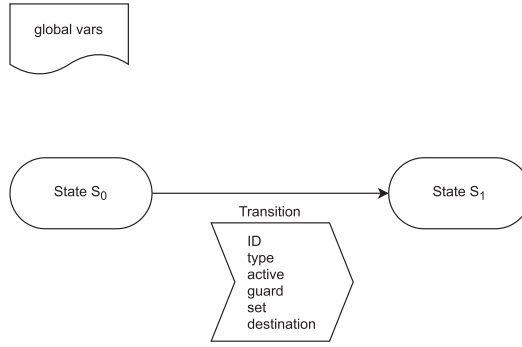 global vars
State S0
State S1
Transition
ID
type
active
guard
set
destination